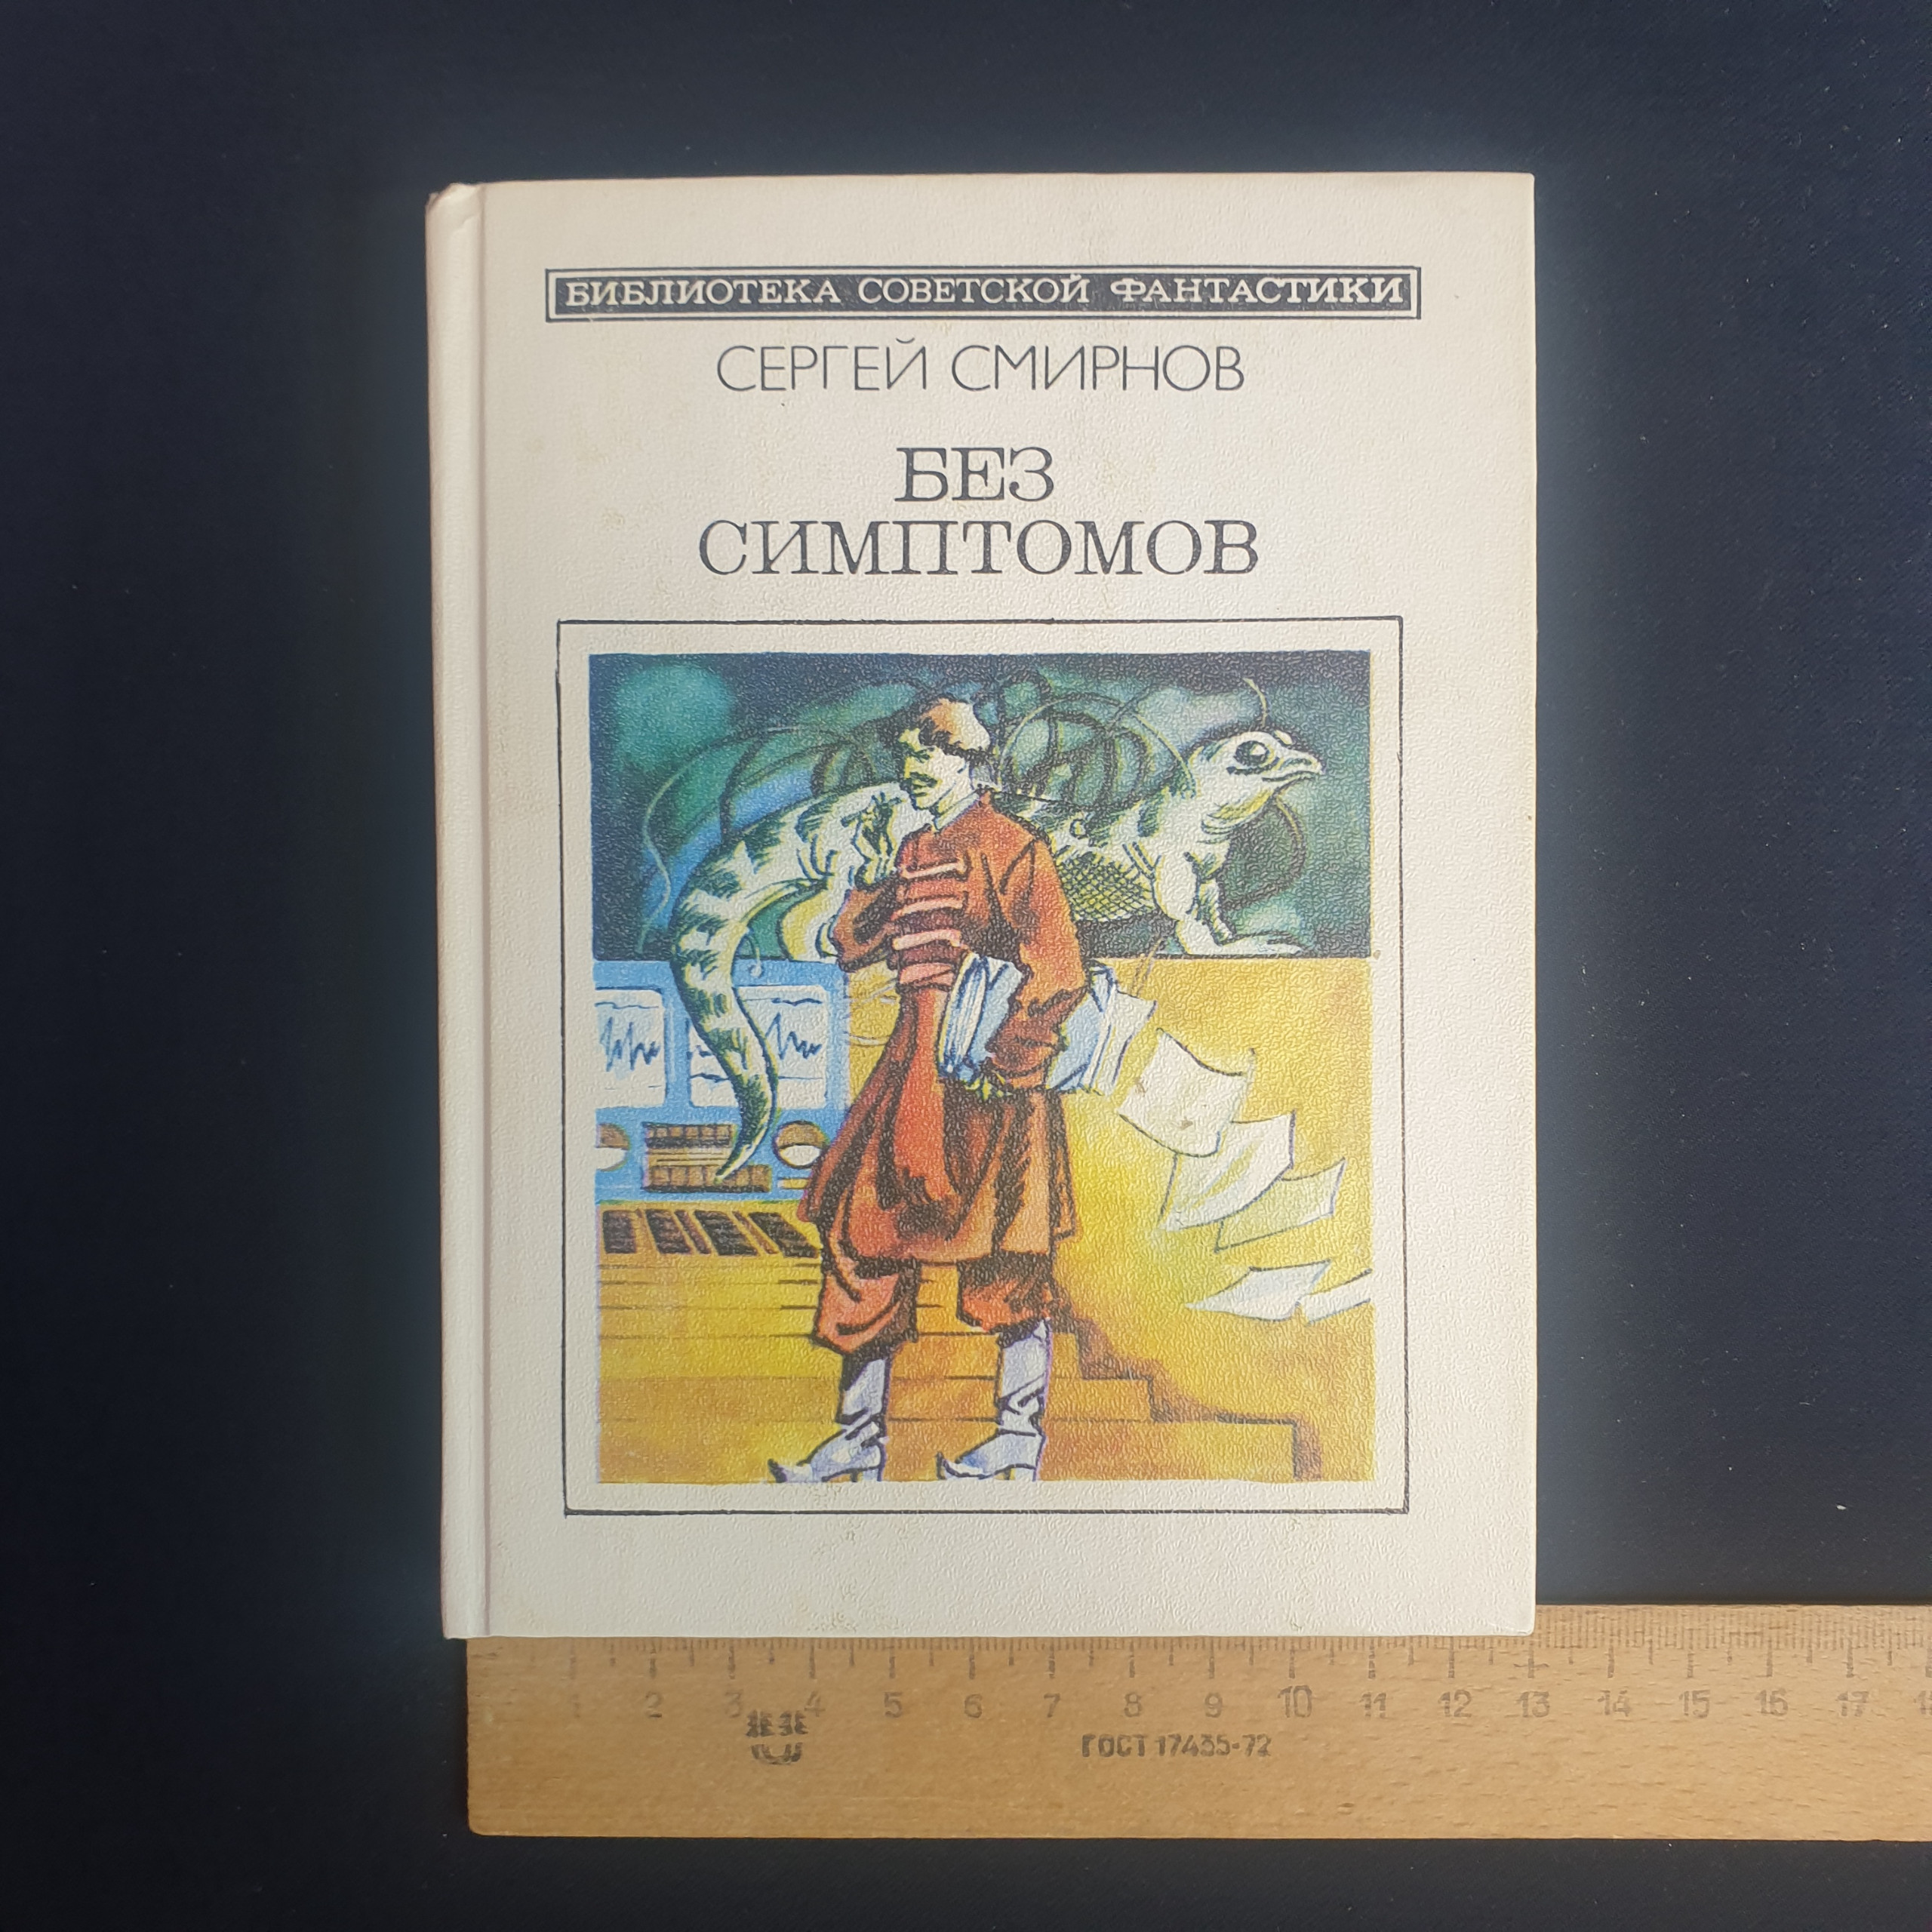 БИБЛИОТЕКА СОВЕТСКОЙ ФАНТАСТИКИ
СЕРГЕЙ СМИРНОВ
БЕЗ
СИМПТОМОВ
1 2 3 4 5 6 7 8 9 10 11 12 13 14 15 16 17
ГОСТ 17435-72